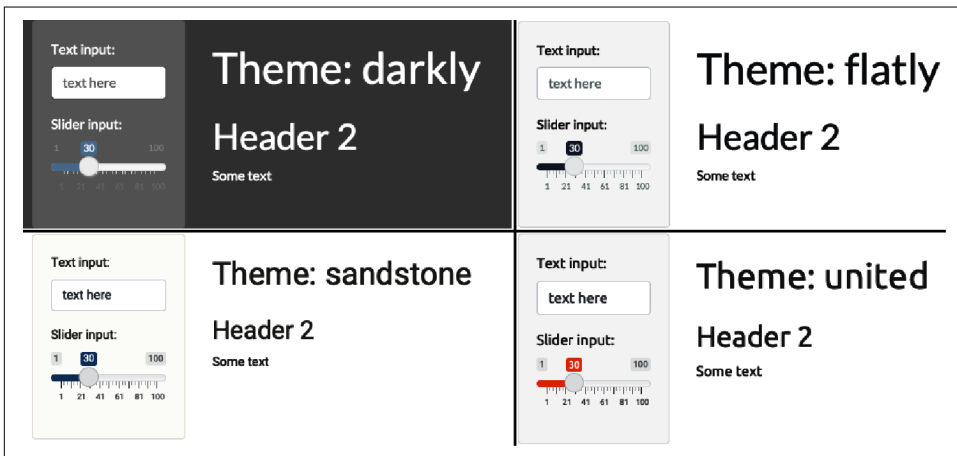 Text input:
text here
Slider input:
1 30 100
1 21 41 61 81 100
Theme: darkly
Header 2
Some text
Text input:
text here
Slider input:
1 30 100
1 21 41 61 81 100
Theme: flatly
Header 2
Some text
Text input:
text here
Slider input:
1 30 100
1 21 41 61 81 100
Theme: sandstone
Header 2
Some text
Text input:
text here
Slider input:
1 30 100
1 21 41 61 81 100
Theme: united
Header 2
Some text